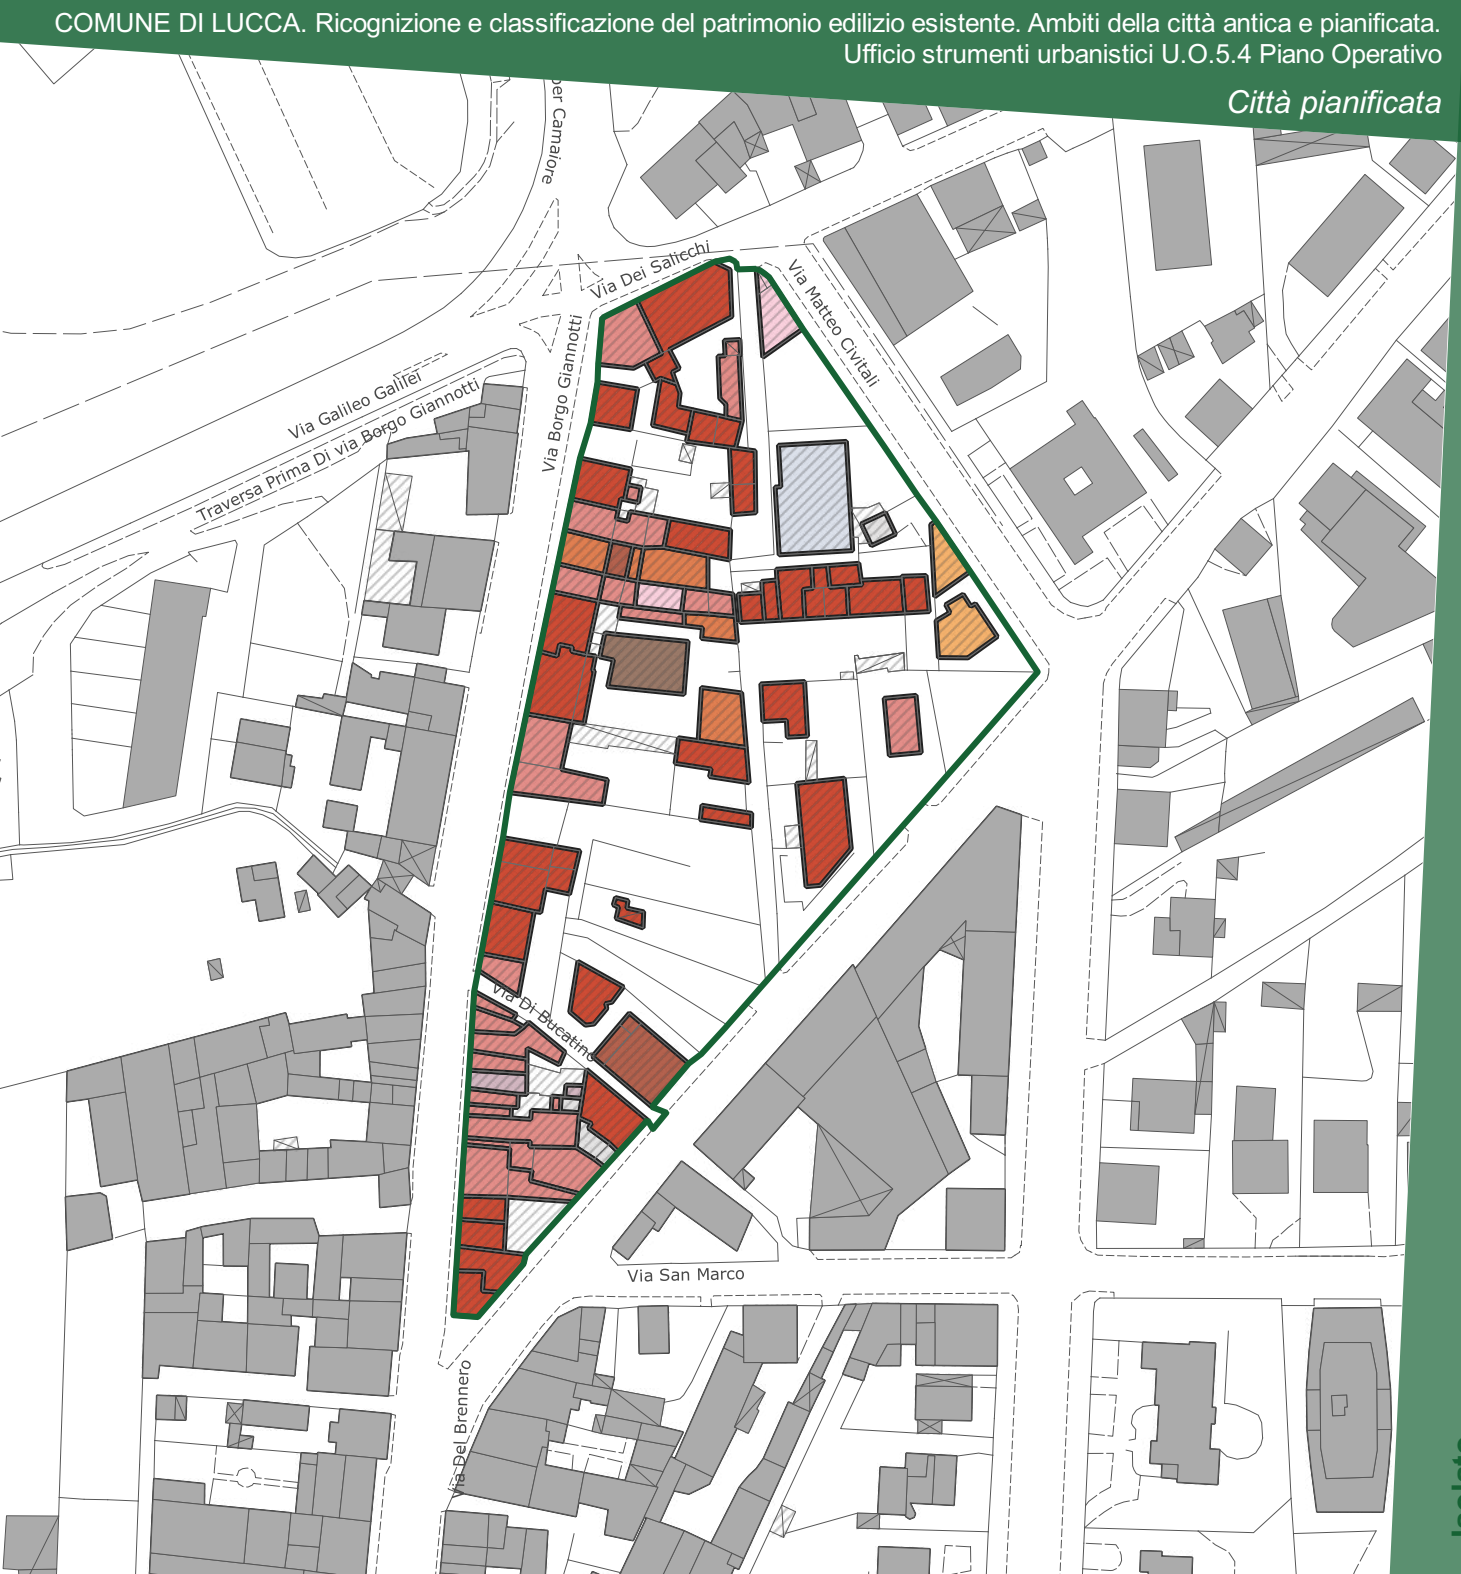 COMUNE DI LUCCA. Ricognizione e classificazione del patrimonio edilizio esistente. Ambiti della città antica e pianificata.
Ufficio strumenti urbanistici U.O.5.4 Piano Operativo
Città pianificata
per Camaiore
Via Dei Salicchi
Via Matteo Civitali
Via Borgo Giannotti
Via Galileo Galilei
Traversa Prima Di via Borgo Giannotti
Via Di Bucatino
Via San Marco
Via Del Brennero